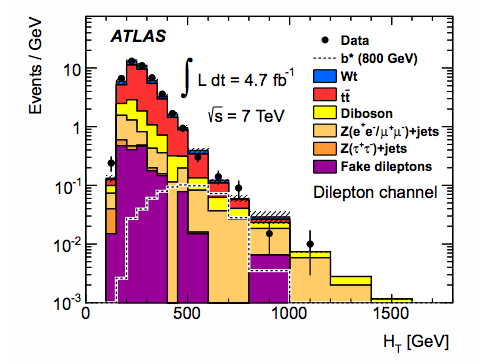 ATLAS
∫ L dt = 4.7 fb⁻¹
√s = 7 TeV
Data
b* (800 GeV)
Wt
tt̄
Diboson
Z(e⁺e⁻/μ⁺μ⁻)+jets
Z(τ⁺τ⁻)+jets
Fake dileptons
Dilepton channel
Events / GeV
10
1
10⁻¹
10⁻²
10⁻³
0 500 1000 1500
H_T [GeV]